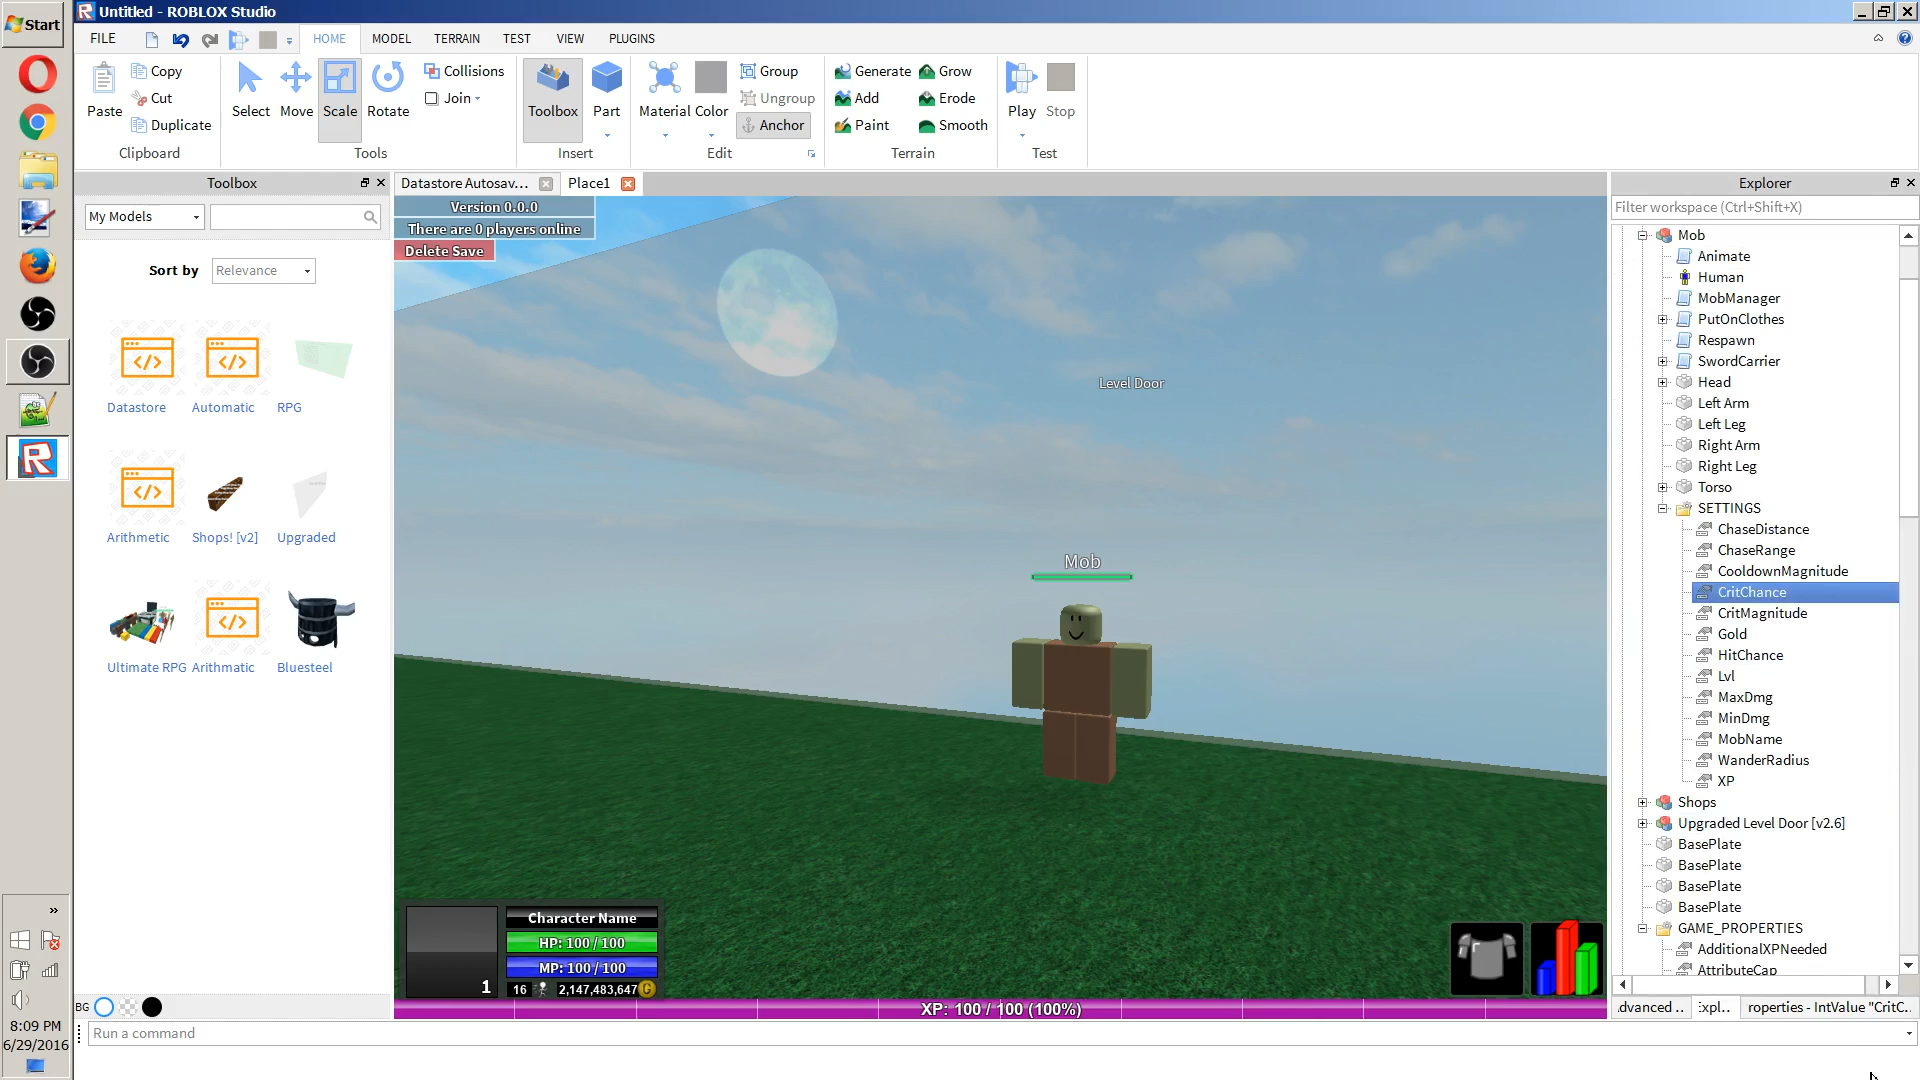 Start
Untitled - ROBLOX Studio
FILE HOME MODEL TERRAIN TEST VIEW PLUGINS
Copy
Cut
Duplicate
Paste
Clipboard
Select Move Scale Rotate
Collisions
Join
Tools
Toolbox Part
Insert
Material Color
Group
Ungroup
Anchor
Edit
Generate Grow
Add Erode
Paint Smooth
Terrain
Play Stop
Test
Toolbox
My Models
Sort by Relevance
Datastore Automatic RPG
Arithmetic Shops! [v2] Upgraded
Ultimate RPG Arithmatic Bluesteel
BG
Datastore Autosav... Place1
Version 0.0.0
There are 0 players online
Delete Save
Level Door
Mob
Character Name
HP: 100 / 100
MP: 100 / 100
1
16 2,147,483,647 C
XP: 100 / 100 (100%)
Explorer
Filter workspace (Ctrl+Shift+X)
Mob
Animate
Human
MobManager
PutOnClothes
Respawn
SwordCarrier
Head
Left Arm
Left Leg
Right Arm
Right Leg
Torso
SETTINGS
ChaseDistance
ChaseRange
CooldownMagnitude
CritChance
CritMagnitude
Gold
HitChance
Lvl
MaxDmg
MinDmg
MobName
WanderRadius
XP
Shops
Upgraded Level Door [v2.6]
BasePlate
BasePlate
BasePlate
BasePlate
GAME_PROPERTIES
AdditionalXPNeeded
AttributeCap
dvanced .. Expl.. roperties - IntValue "CritC...
Run a command
8:09 PM
6/29/2016